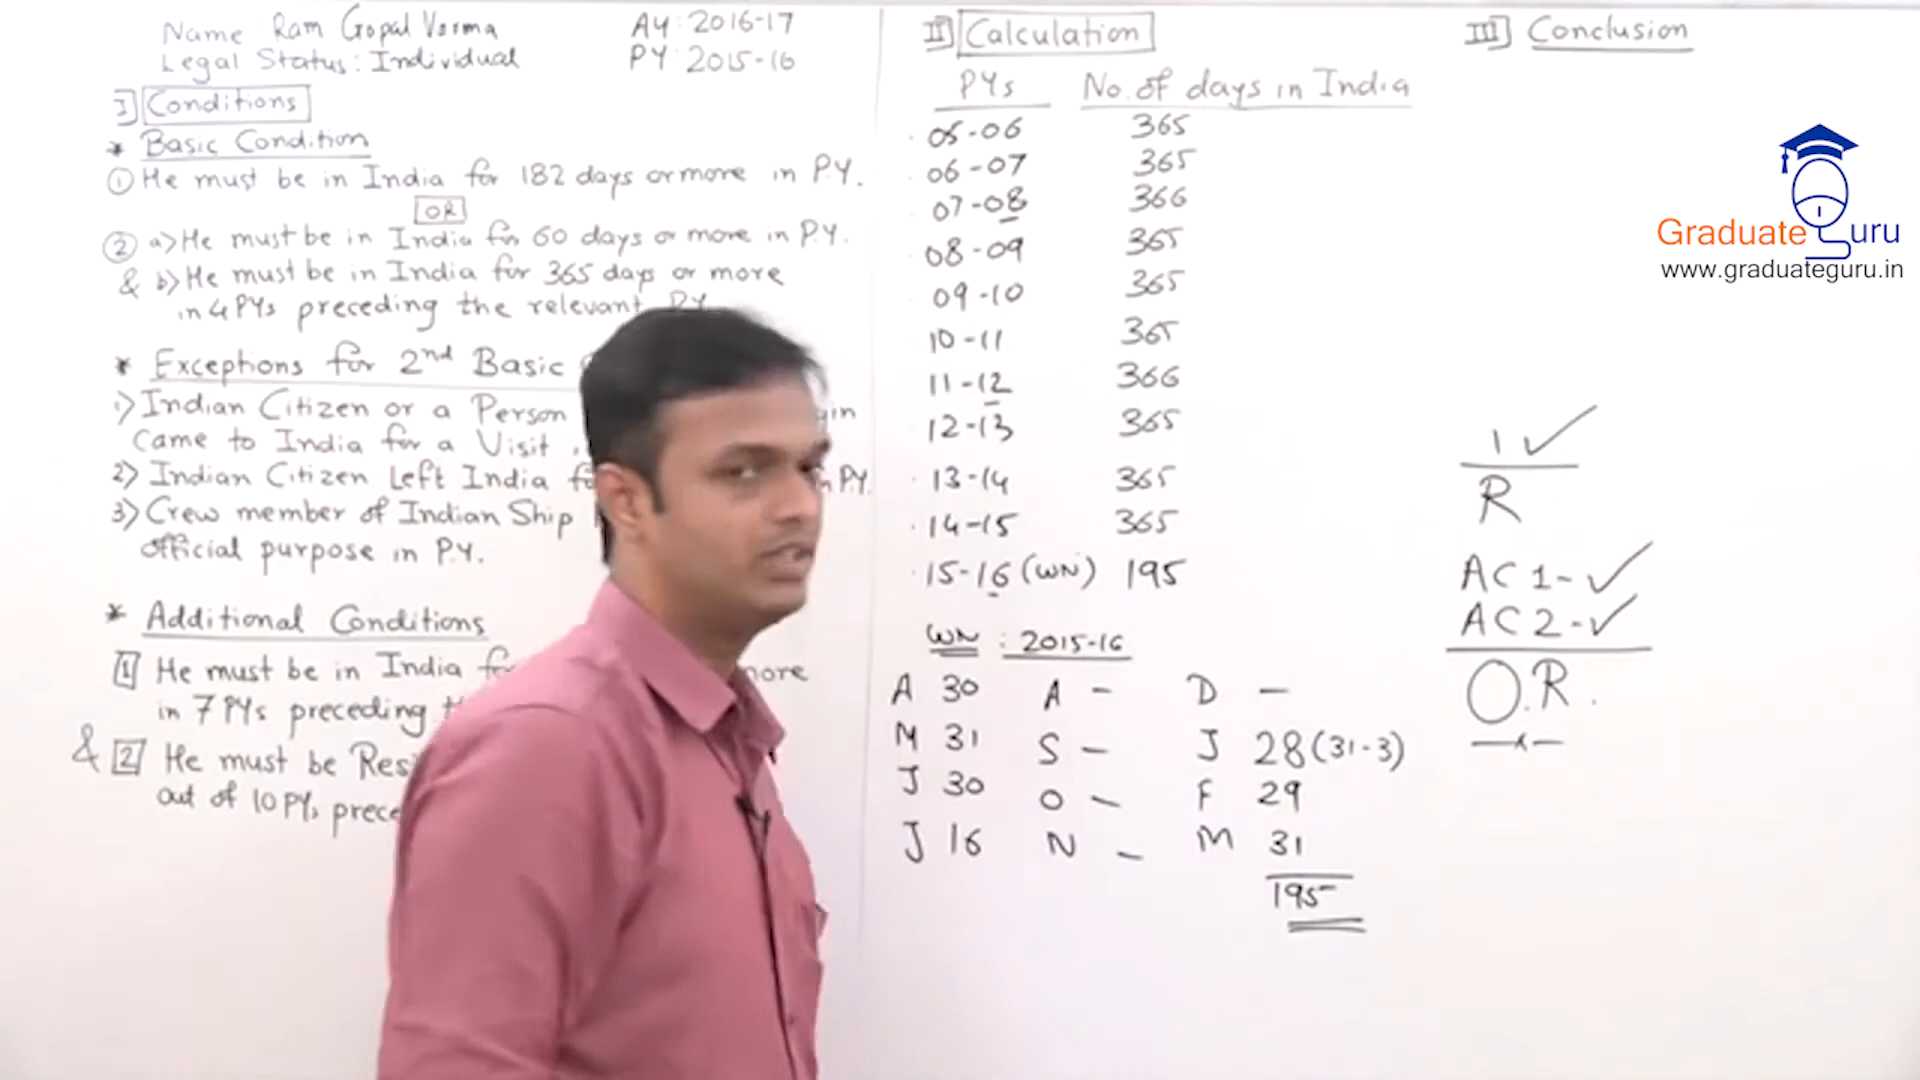 Name Ram Gopal Varma AY: 2016-17
Legal Status: Individual PY: 2015-16
I] Conditions
* Basic Condition
① He must be in India for 182 days or more in P.Y.
OR
② a) He must be in India for 60 days or more in P.Y.
& b) He must be in India for 365 days or more
in 4 PYs preceding the relevant P.Y.
* Exceptions for 2nd Basic
1) Indian Citizen or a Person
Came to India for a Visit
2) Indian Citizen Left India P.Y.
3) Crew member of Indian Ship
official purpose in P.Y.
* Additional Conditions
1 He must be in India
in 7 PYs preceding
& 2 He must be
out of 10 PYs
II] Calculation
PYs No. of days in India
05-06 365
06-07 365
07-08 366
08-09 365
09-10 365
10-11 365
11-12 366
12-13 365
13-14 365
14-15 365
15-16 (WN) 195
WN : 2015-16
A 30 A - D -
M 31 S - J 28 (31-3)
J 30 O - F 29
J 16 N - M 31
195
III] Conclusion
1 ✓
R
AC 1 - ✓
AC 2 - ✓
O.R.
Graduate Guru
www.graduateguru.in